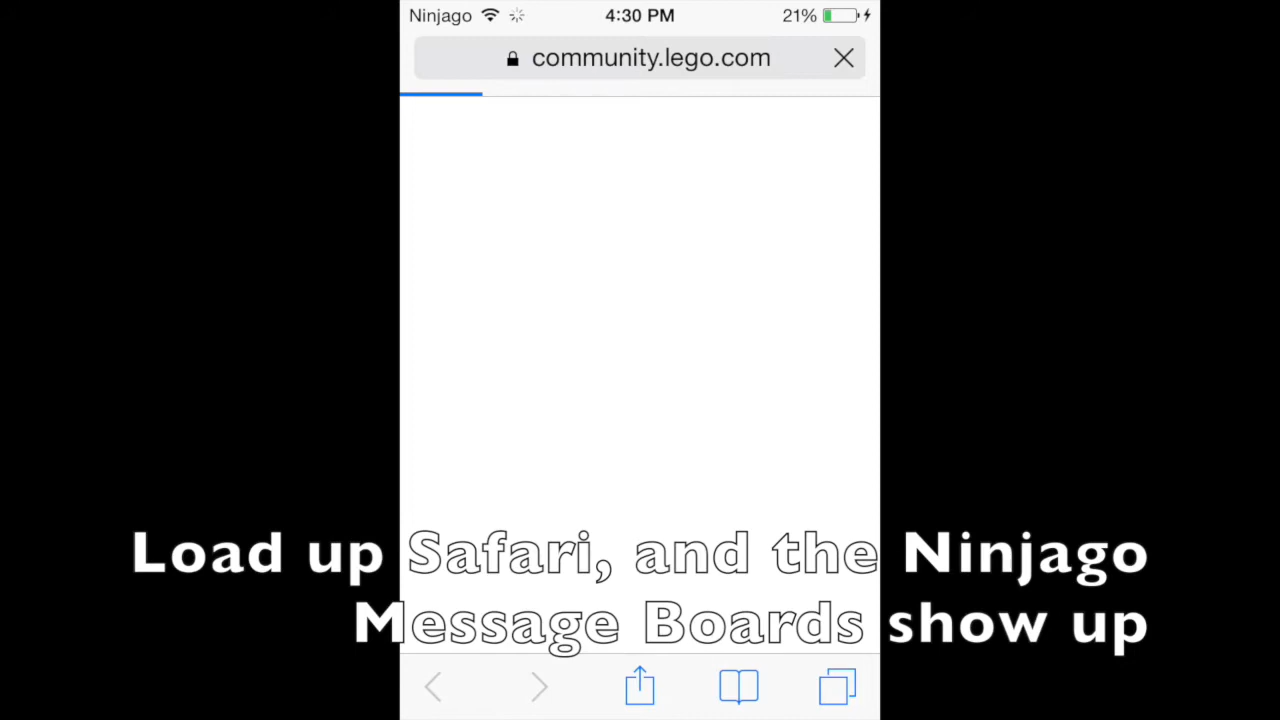 Ninjago 4:30 PM 21%
community.lego.com
Load up Safari, and the Ninjago
Message Boards show up